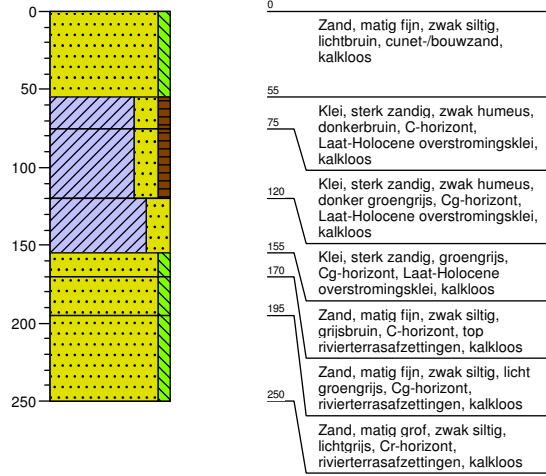 0
50
100
150
200
250
0
Zand, matig fijn, zwak siltig,
lichtbruin, cunet-/bouwzand,
kalkloos
55
Klei, sterk zandig, zwak humeus,
donkerbruin, C-horizont,
Laat-Holocene overstromingsklei,
kalkloos
75
Klei, sterk zandig, zwak humeus,
donker groengrijs, Cg-horizont,
Laat-Holocene overstromingsklei,
kalkloos
120
Klei, sterk zandig, groengrijs,
Cg-horizont, Laat-Holocene
overstromingsklei, kalkloos
155
Zand, matig fijn, zwak siltig,
grijsbruin, C-horizont, top
rivierterrasafzettingen, kalkloos
170
Zand, matig fijn, zwak siltig, licht
groengrijs, Cg-horizont,
rivierterrasafzettingen, kalkloos
195
Zand, matig grof, zwak siltig,
lichtgrijs, Cr-horizont,
rivierterrasafzettingen, kalkloos
250